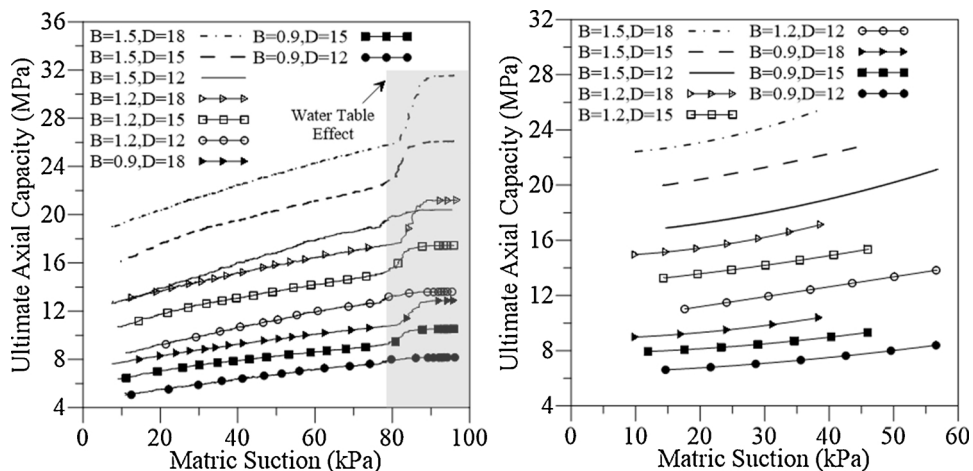 36
32
28
24
20
16
12
8
4
Ultimate Axial Capacity (MPa)
B=1.5,D=18
B=1.5,D=15
B=1.5,D=12
B=1.2,D=18
B=1.2,D=15
B=1.2,D=12
B=0.9,D=18
B=0.9,D=15
B=0.9,D=12
Water Table
Effect
0 20 40 60 80 100
Matric Suction (kPa)
32
28
24
20
16
12
8
4
Ultimate Axial Capacity (MPa)
B=1.5,D=18
B=1.5,D=15
B=1.5,D=12
B=1.2,D=18
B=1.2,D=15
B=1.2,D=12
B=0.9,D=18
B=0.9,D=15
B=0.9,D=12
0 10 20 30 40 50 60
Matric Suction (kPa)